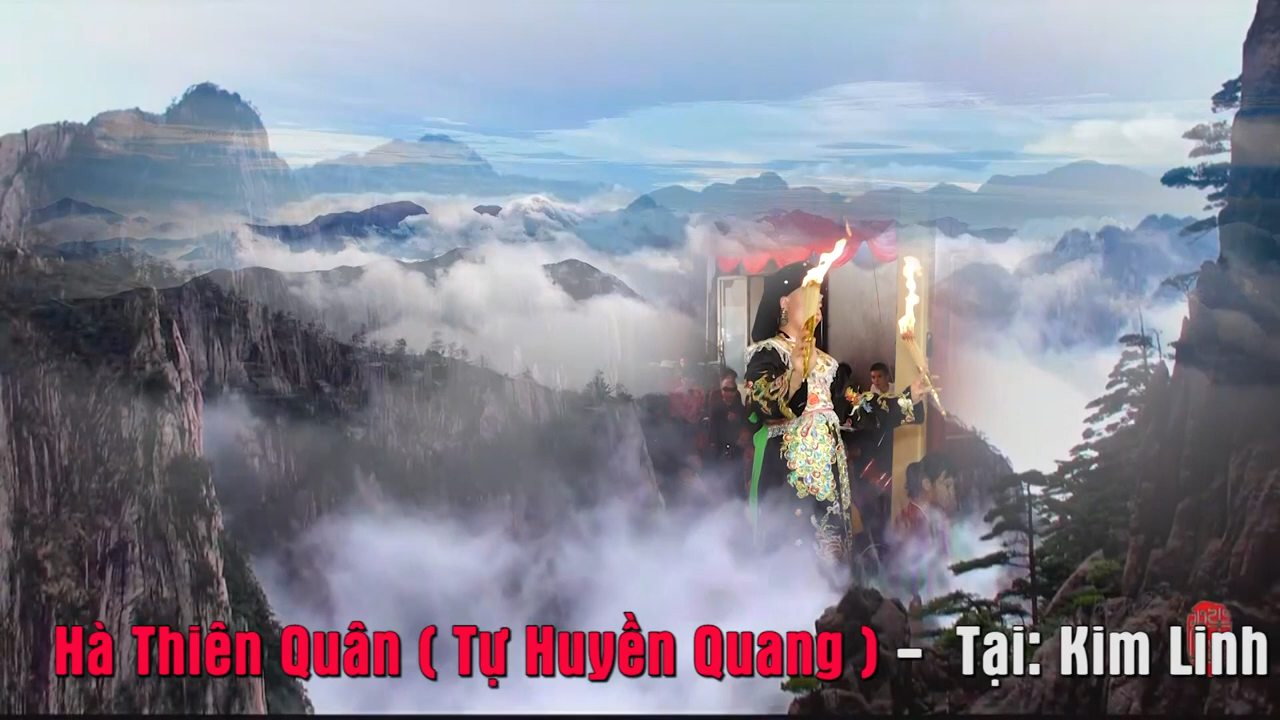 Hà Thiên Quân ( Tự Huyền Quang ) - Tại: Kim Linh